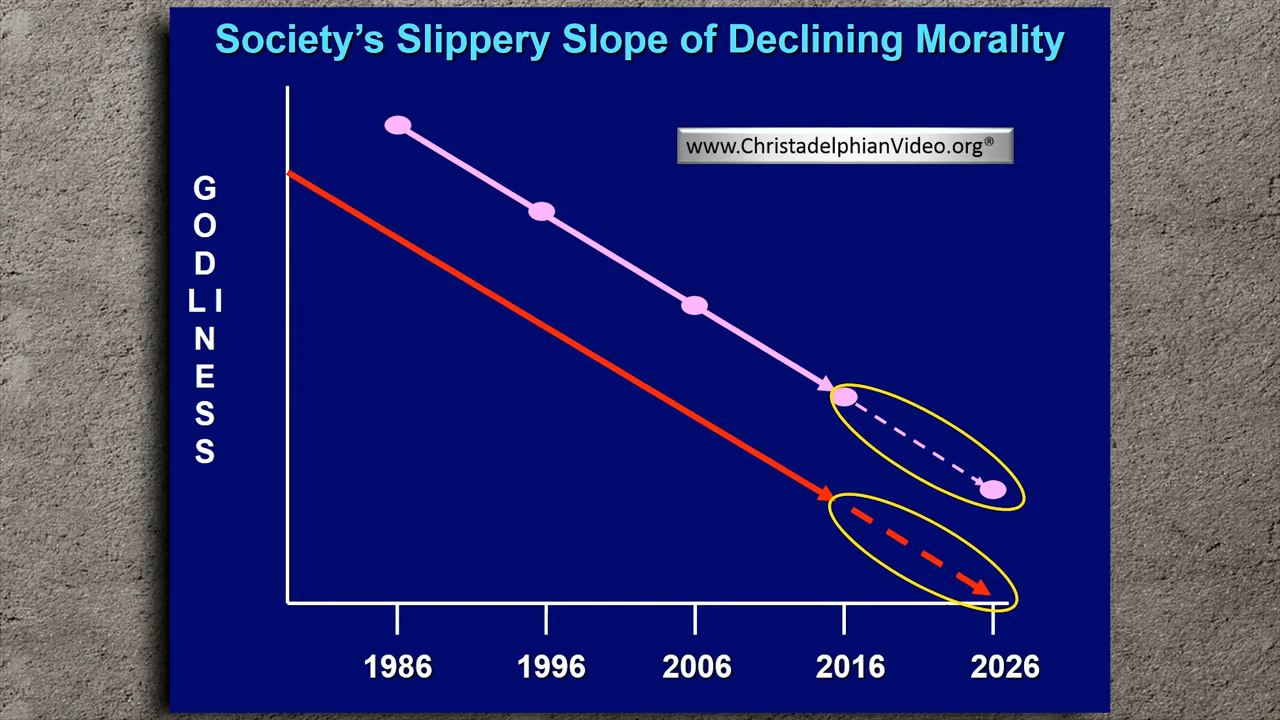 Society's Slippery Slope of Declining Morality
www.ChristadelphianVideo.org®
G
O
D
L I
N
E
S
S
1986 1996 2006 2016 2026